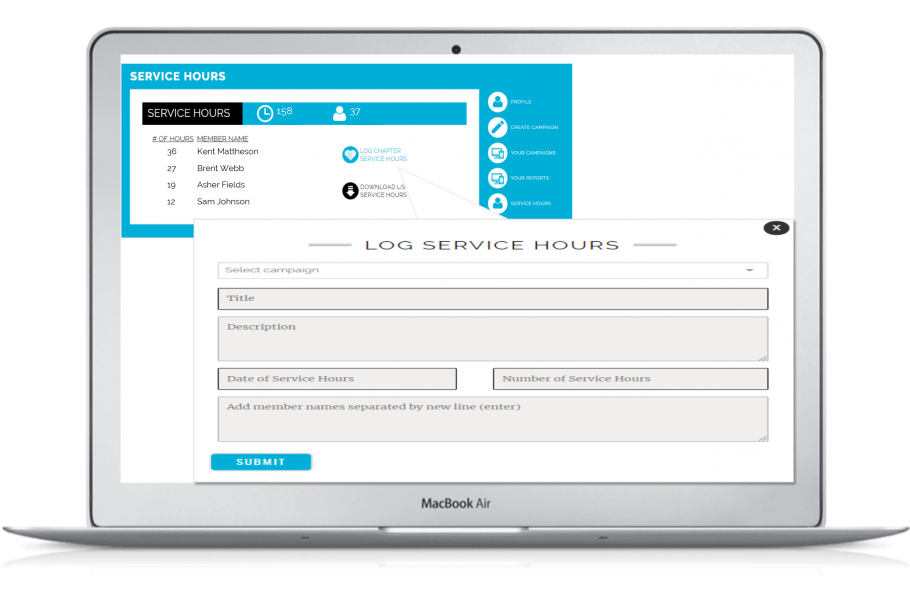 SERVICE HOURS
SERVICE HOURS 158 37
# OF HOURS MEMBER NAME
36 Kent Mattheson
27 Brent Webb
19 Asher Fields
12 Sam Johnson
LOG CHAPTER
SERVICE HOURS
DOWNLOAD LIS
SERVICE HOURS
PROFILE
CREATE CAMPAIGN
YOUR CAMPAIGNS
YOUR REPORTS
SERVICE HOURS
X
LOG SERVICE HOURS
Select campaign
Title
Description
Date of Service Hours Number of Service Hours
Add member names separated by new line (enter)
SUBMIT
MacBook Air